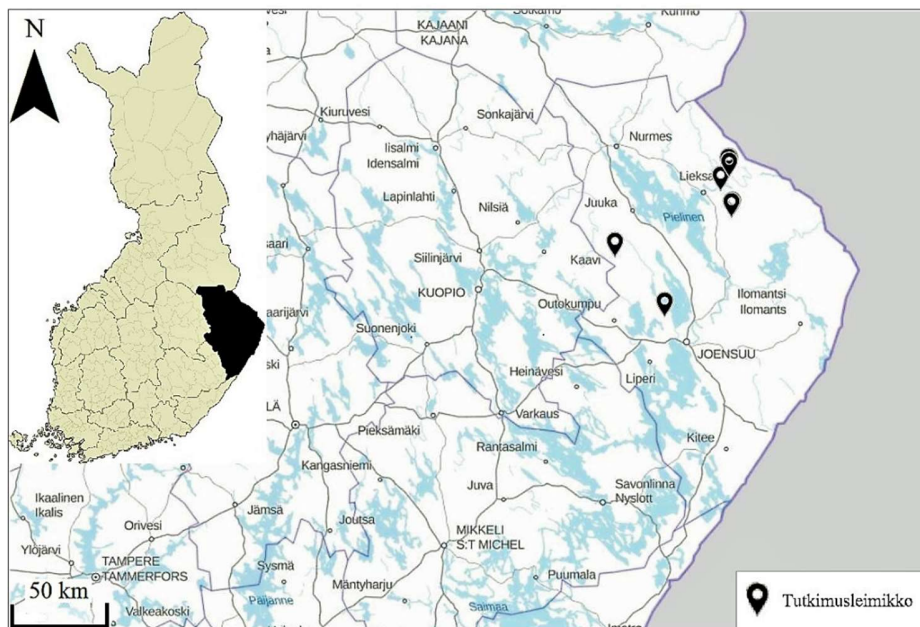 N
KAJAANI
KAJANA
Kiuruvesi
Sonkajärvi
Nurmes
Iisalmi
Idensalmi
Lieksa
Lapinlahti
Nilsiä
Juuka
Pielinen
Siilinjärvi
Kaavi
KUOPIO
Outokumpu
Ilomantsi
Ilomants
Suonenjoki
JOENSUU
Heinävesi
Liperi
Varkaus
Pieksämäki
Rantasalmi
Kitee
Kangasniemi
Savonlinna
Nyslott
Juva
Ikaalinen
Ikalis
Jämsä
Joutsa
Orivesi
MIKKELI
S:T MICHEL
Ylöjärvi
TAMPERE
TAMMERFORS
Sysmä
Mäntyharju
Puumala
50 km
Päijänne
Saimaa
Valkeakoski
Tutkimusleimikko